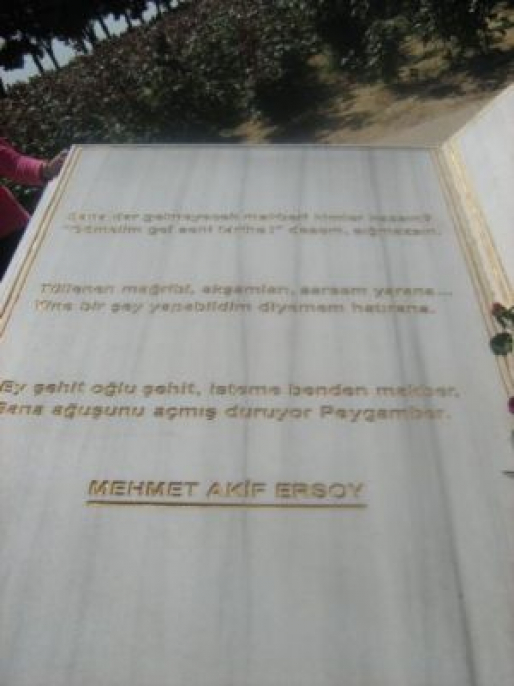 Sana dar gelmeyecek makberi kimler kazsın?
"Gömelim gel seni tarihe!" desem, sığmazsın.
Tüllenen mağribi, akşamları, sarsam yarana...
Yine bir şey yapabildim diyemem hatırana.
Ey şehit oğlu şehit, isteme benden makber,
Sana ağuşunu açmış duruyor Peygamber.
MEHMET AKİF ERSOY